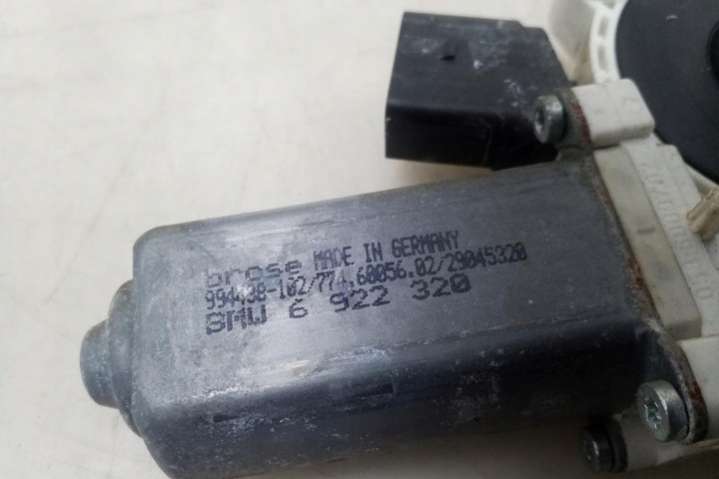 brose MADE IN GERMANY
994438-102/774.60056.02/29045320
BMW 6 922 320